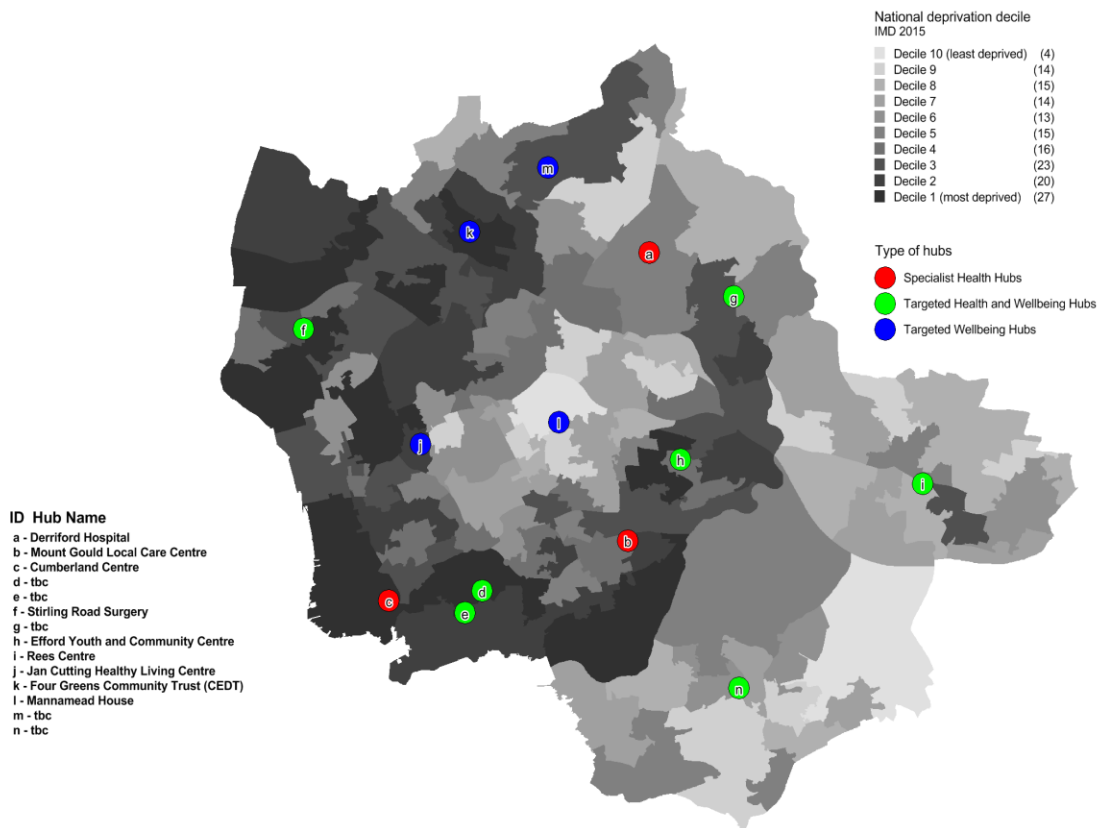 National deprivation decile
IMD 2015
Decile 10 (least deprived) (4)
Decile 9 (14)
Decile 8 (15)
Decile 7 (14)
Decile 6 (13)
Decile 5 (15)
Decile 4 (16)
Decile 3 (23)
Decile 2 (20)
Decile 1 (most deprived) (27)
Type of hubs
Specialist Health Hubs
Targeted Health and Wellbeing Hubs
Targeted Wellbeing Hubs
m
k
a
g
f
l
j
h
i
b
d
c
e
n
ID Hub Name
a - Derriford Hospital
b - Mount Gould Local Care Centre
c - Cumberland Centre
d - tbc
e - tbc
f - Stirling Road Surgery
g - tbc
h - Efford Youth and Community Centre
i - Rees Centre
j - Jan Cutting Healthy Living Centre
k - Four Greens Community Trust (CEDT)
l - Mannamead House
m - tbc
n - tbc